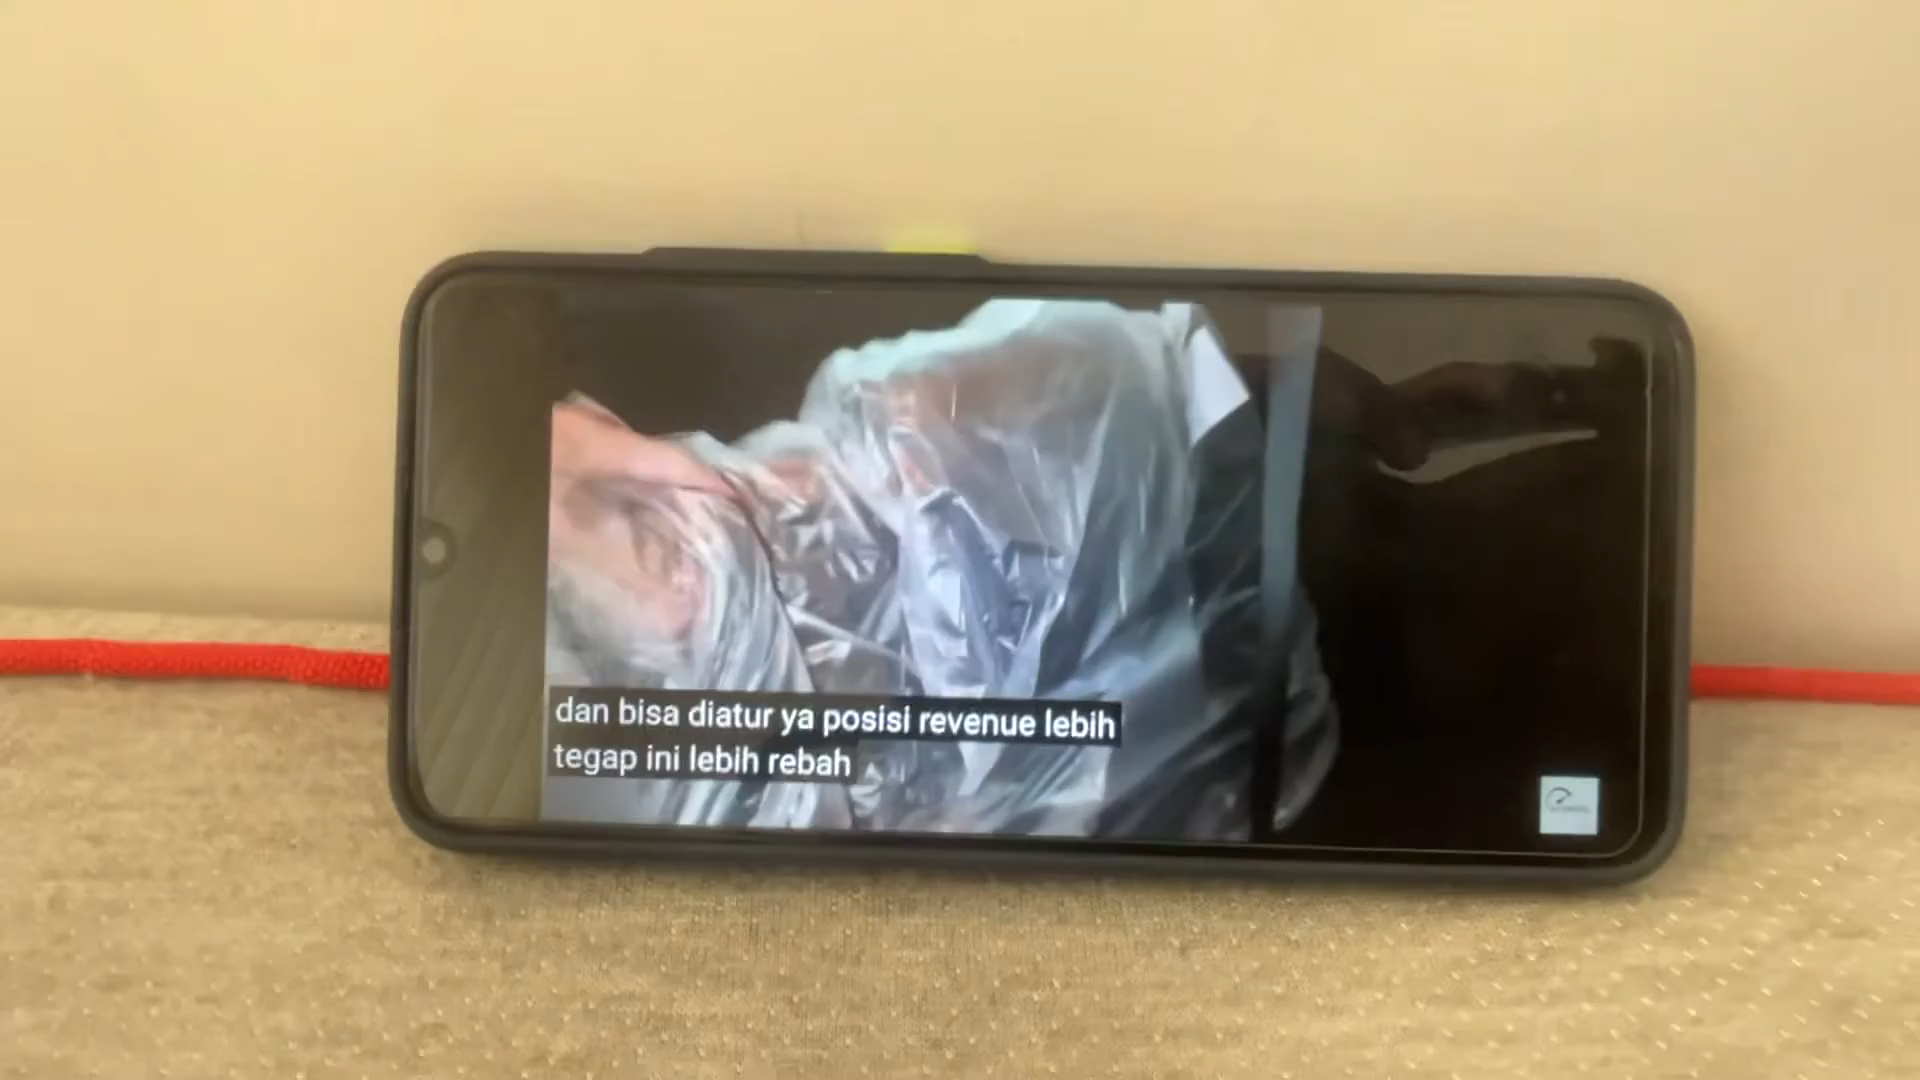 dan bisa diatur ya posisi revenue lebih
tegap ini lebih rebah